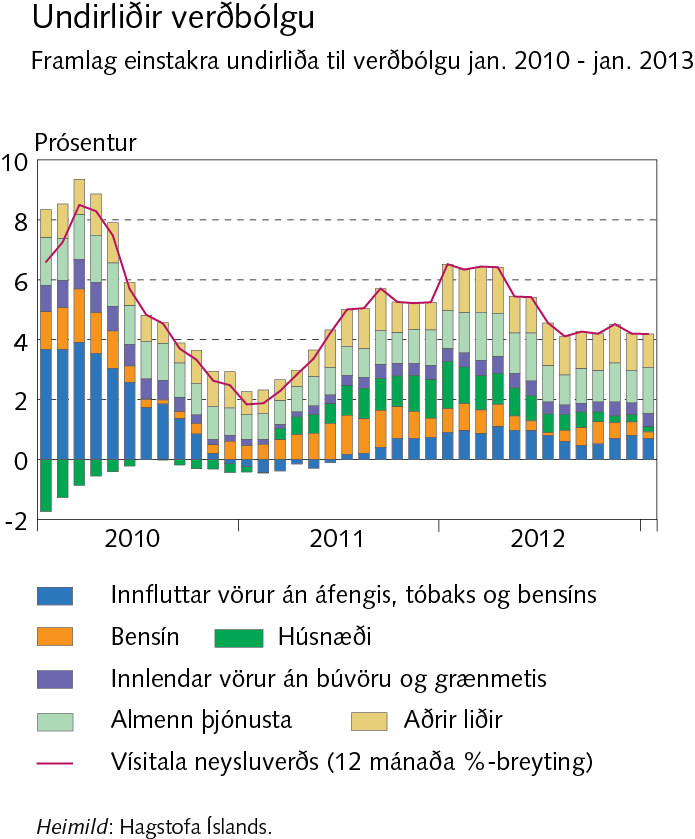 Undirliðir verðbólgu
Framlag einstakra undirliða til verðbólgu jan. 2010 - jan. 2013
Prósentur
10
8
6
4
2
0
-2
2010 2011 2012
Innfluttar vörur án áfengis, tóbaks og bensíns
Bensín Húsnæði
Innlendar vörur án búvöru og grænmetis
Almenn þjónusta Aðrir liðir
Vísitala neysluverðs (12 mánaða %-breyting)
Heimild: Hagstofa Íslands.